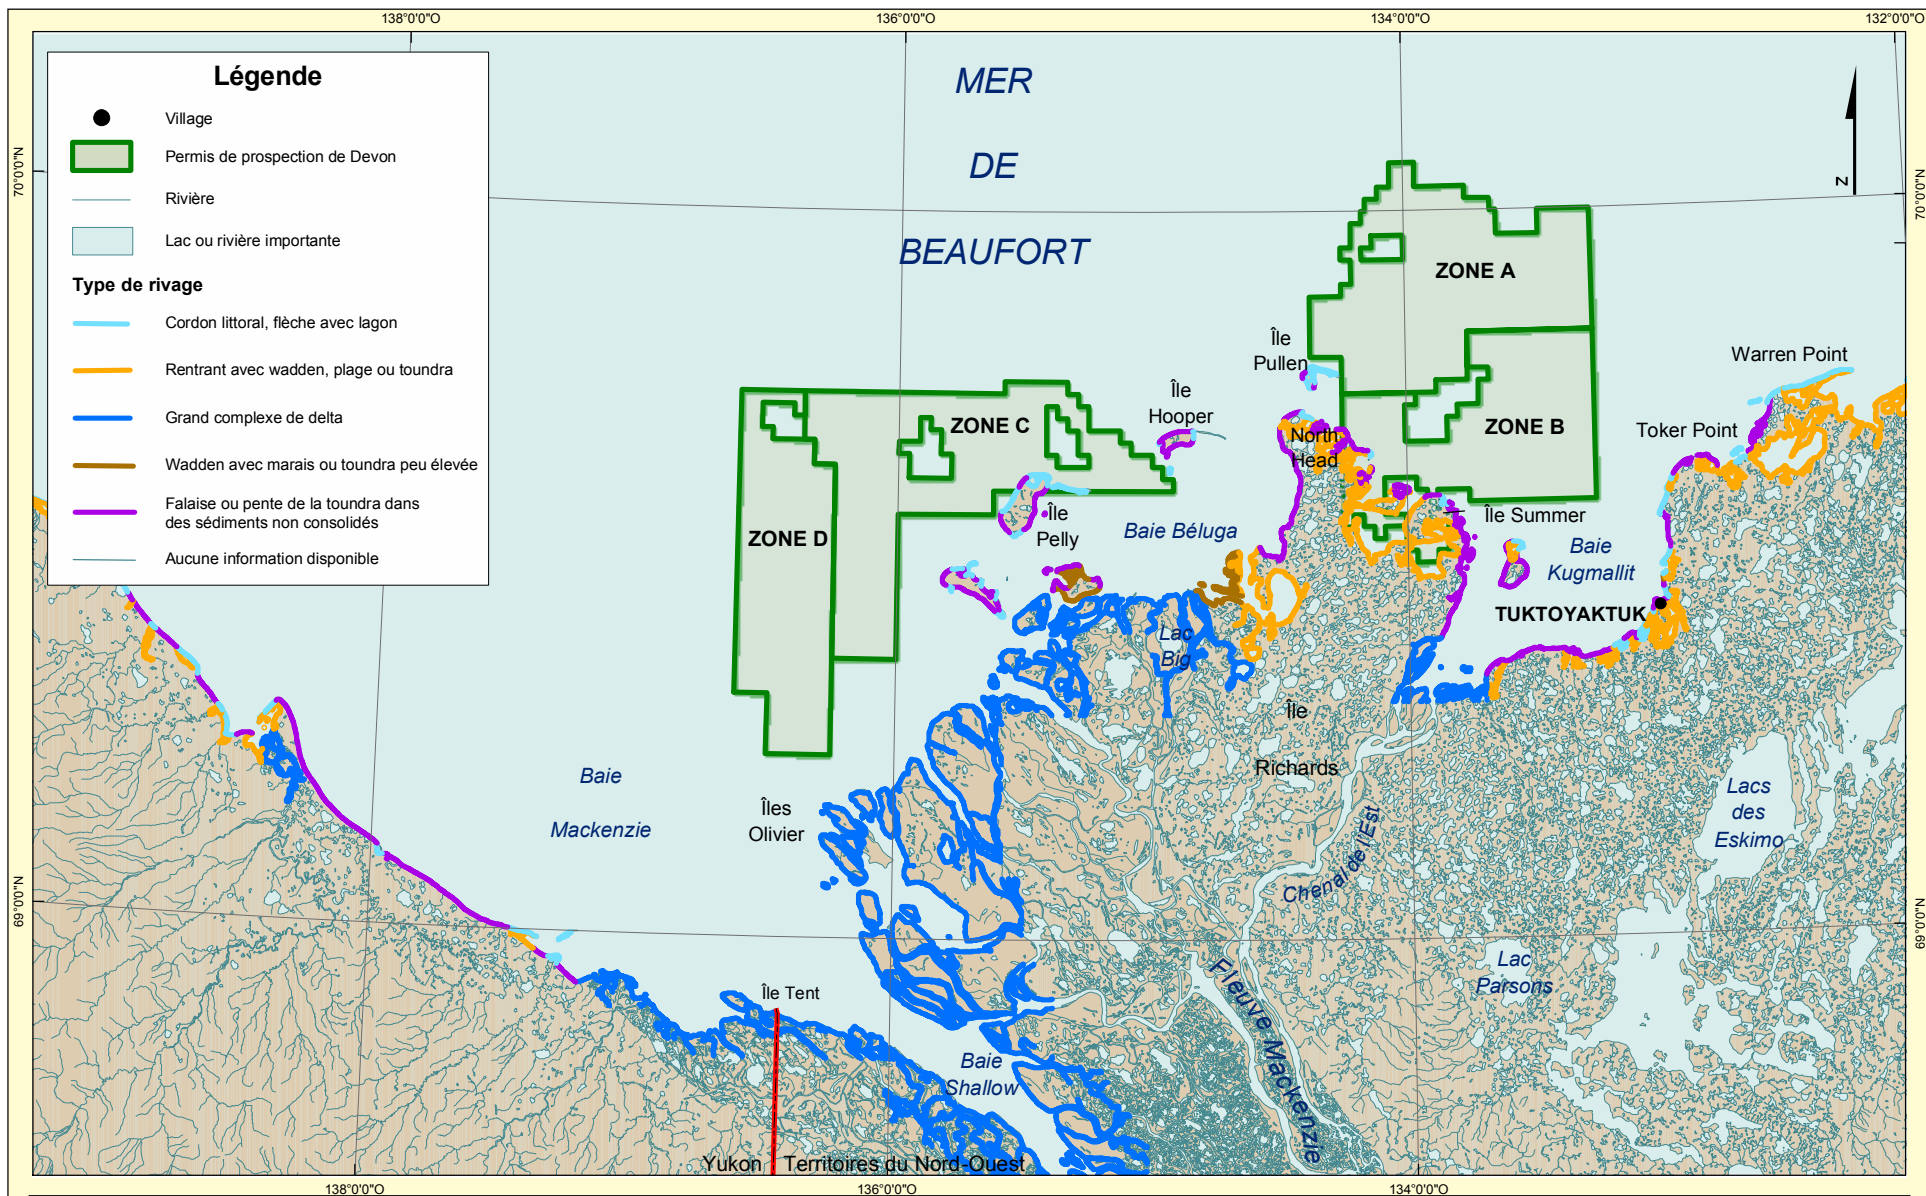 138°0'0"O
136°0'0"O
134°0'0"O
132°0'0"O
70°0'0"N
70°0'0"N
69°0'0"N
69°0'0"N
Légende
Village
Permis de prospection de Devon
Rivière
Lac ou rivière importante
Type de rivage
Cordon littoral, flèche avec lagon
Rentrant avec wadden, plage ou toundra
Grand complexe de delta
Wadden avec marais ou toundra peu élevée
Falaise ou pente de la toundra dans
des sédiments non consolidés
Aucune information disponible
MER
DE
BEAUFORT
N
ZONE A
ZONE B
ZONE C
ZONE D
Île
Pullen
Île
Hooper
North
Head
Warren Point
Toker Point
Île
Pelly
Baie Béluga
Île Summer
Baie
Kugmallit
TUKTOYAKTUK
Lac
Big
Île
Richards
Baie
Mackenzie
Îles
Olivier
Chenal de l'Est
Lacs
des
Eskimo
Lac
Parsons
Fleuve Mackenzie
Île Tent
Baie
Shallow
Yukon
Territoires du Nord-Ouest
138°0'0"O
136°0'0"O
134°0'0"O